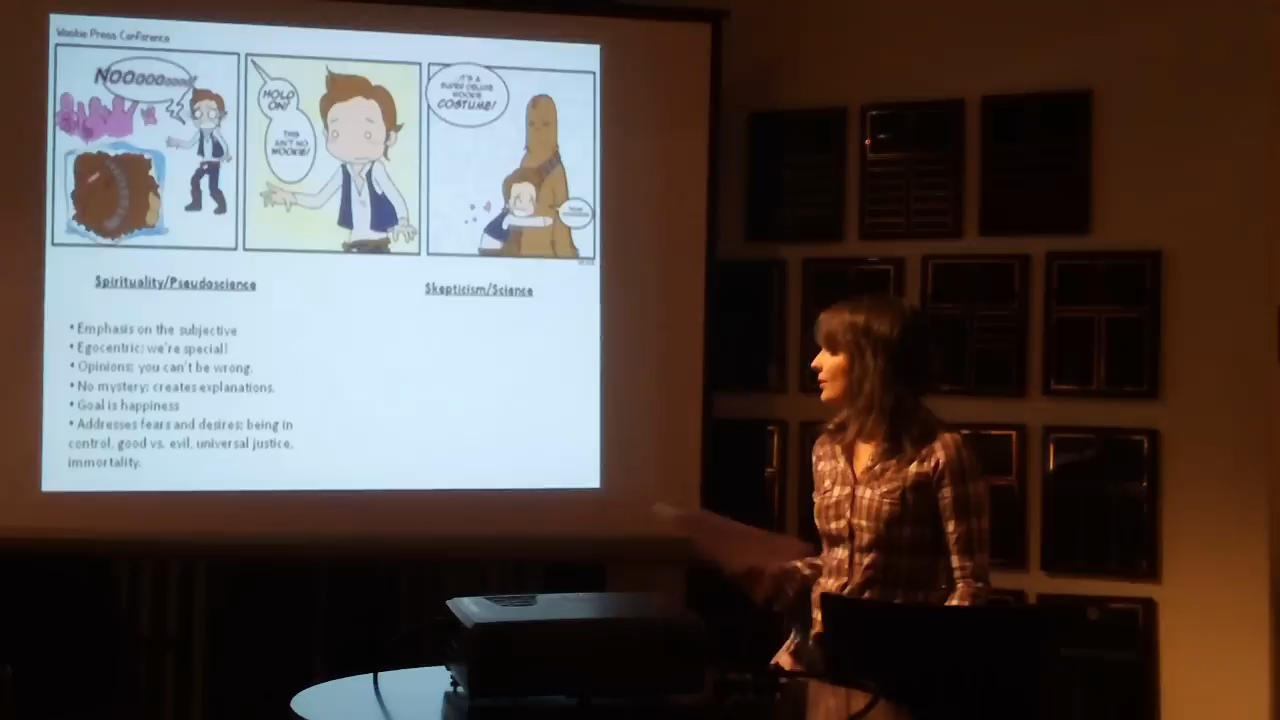 Wookie Press Conference
NOOooooooo!
HOLD
ON!
THIS
AIN'T NO
WOOKIE!
IT'S A
SUPER DELUXE
WOOKIE
COSTUME!
Spirituality/Pseudoscience
Skepticism/Science
• Emphasis on the subjective
• Egocentric: we're special!
• Opinions: you can't be wrong.
• No mystery: creates explanations.
• Goal is happiness
• Addresses fears and desires: being in
control, good vs. evil, universal justice,
immortality.